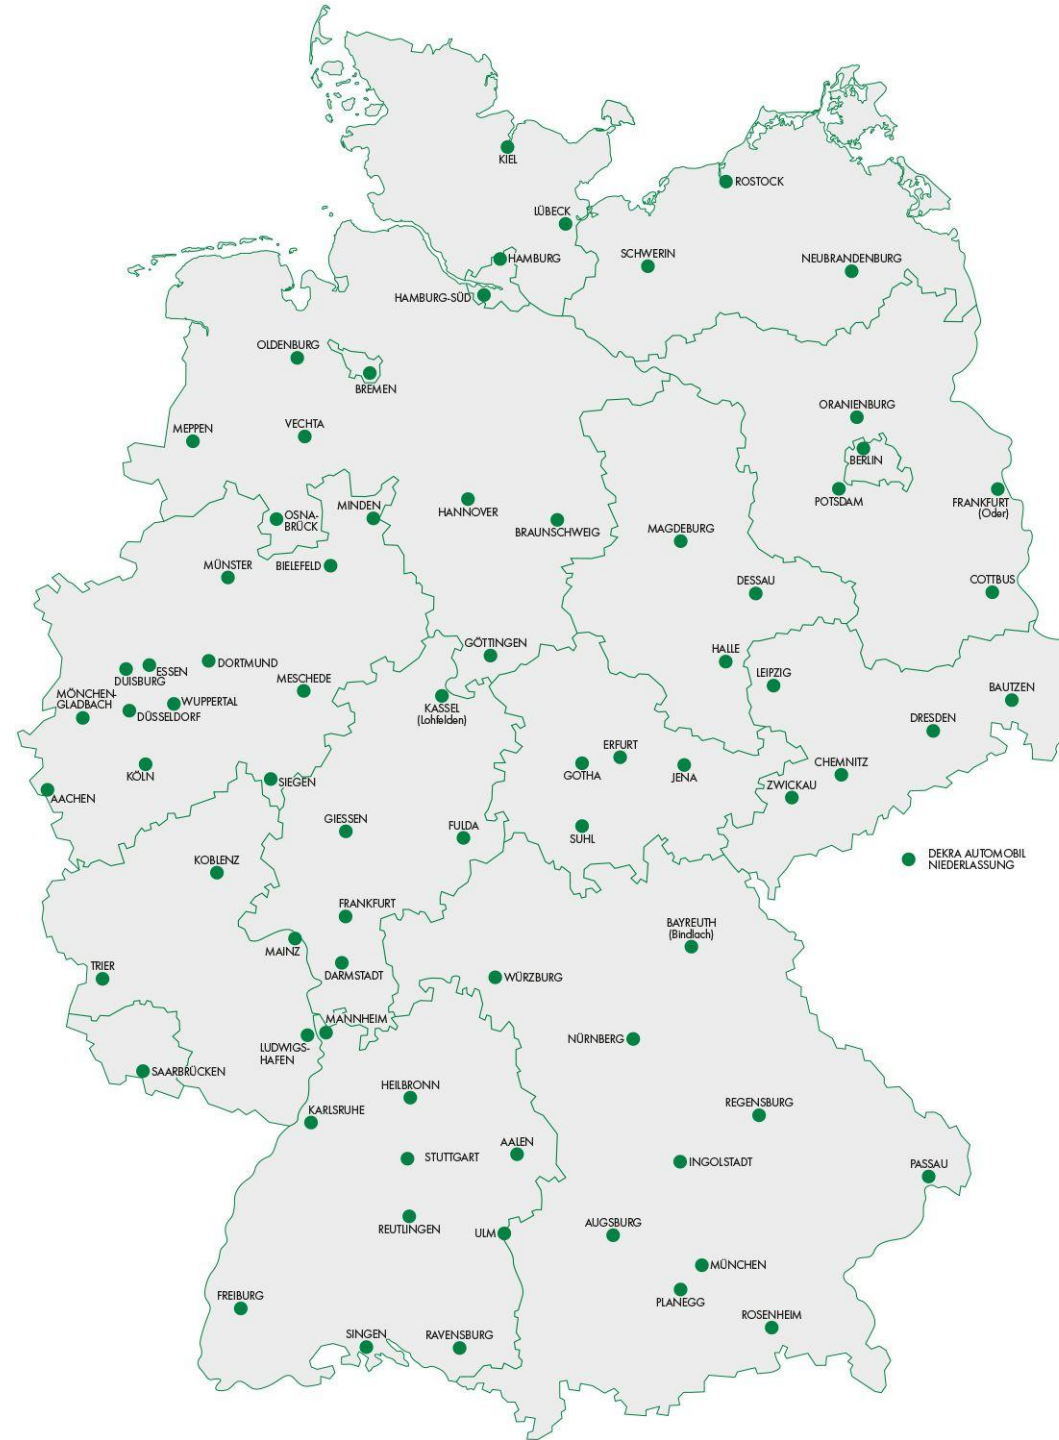 KIEL
ROSTOCK
LÜBECK
HAMBURG
SCHWERIN
NEUBRANDENBURG
HAMBURG-SÜD
OLDENBURG
BREMEN
ORANIENBURG
VECHTA
MEPPEN
BERLIN
POTSDAM
FRANKFURT
(Oder)
MINDEN
HANNOVER
OSNA-
BRÜCK
BRAUNSCHWEIG
MAGDEBURG
MÜNSTER
BIELEFELD
DESSAU
COTTBUS
GÖTTINGEN
HALLE
DORTMUND
ESSEN
DUISBURG
MESCHEDE
LEIPZIG
BAUTZEN
MÖNCHEN-
GLADBACH
WUPPERTAL
DÜSSELDORF
KASSEL
(Lohfelden)
DRESDEN
ERFURT
GOTHA
JENA
CHEMNITZ
KÖLN
SIEGEN
ZWICKAU
AACHEN
GIESSEN
FULDA
SUHL
DEKRA AUTOMOBIL
NIEDERLASSUNG
KOBLENZ
FRANKFURT
BAYREUTH
(Bindlach)
MAINZ
TRIER
DARMSTADT
WÜRZBURG
MANNHEIM
NÜRNBERG
LUDWIGS-
HAFEN
SAARBRÜCKEN
HEILBRONN
REGENSBURG
KARLSRUHE
AALEN
STUTTGART
INGOLSTADT
PASSAU
REUTLINGEN
ULM
AUGSBURG
MÜNCHEN
PLANEGG
FREIBURG
ROSENHEIM
SINGEN
RAVENSBURG